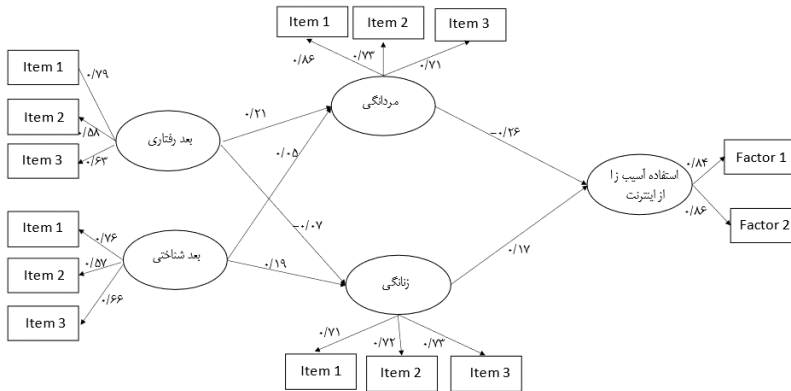 Item 1
Item 2
Item 3
۰/۸۶
۰/۷۳
۰/۷۱
مردانگی
Item 1
Item 2
Item 3
۰/۷۹
۰/۵۸
۰/۶۳
بعد رفتاری
۰/۲۱
۰/۰۵
-۰/۰۷
-۰/۲۶
استفاده آسیب زا
از اینترنت
۰/۸۴
۰/۸۶
Factor 1
Factor 2
Item 1
Item 2
Item 3
۰/۷۶
۰/۵۷
۰/۶۶
بعد شناختی
۰/۱۹
زنانگی
۰/۱۷
۰/۷۱
۰/۷۲
۰/۷۳
Item 1
Item 2
Item 3